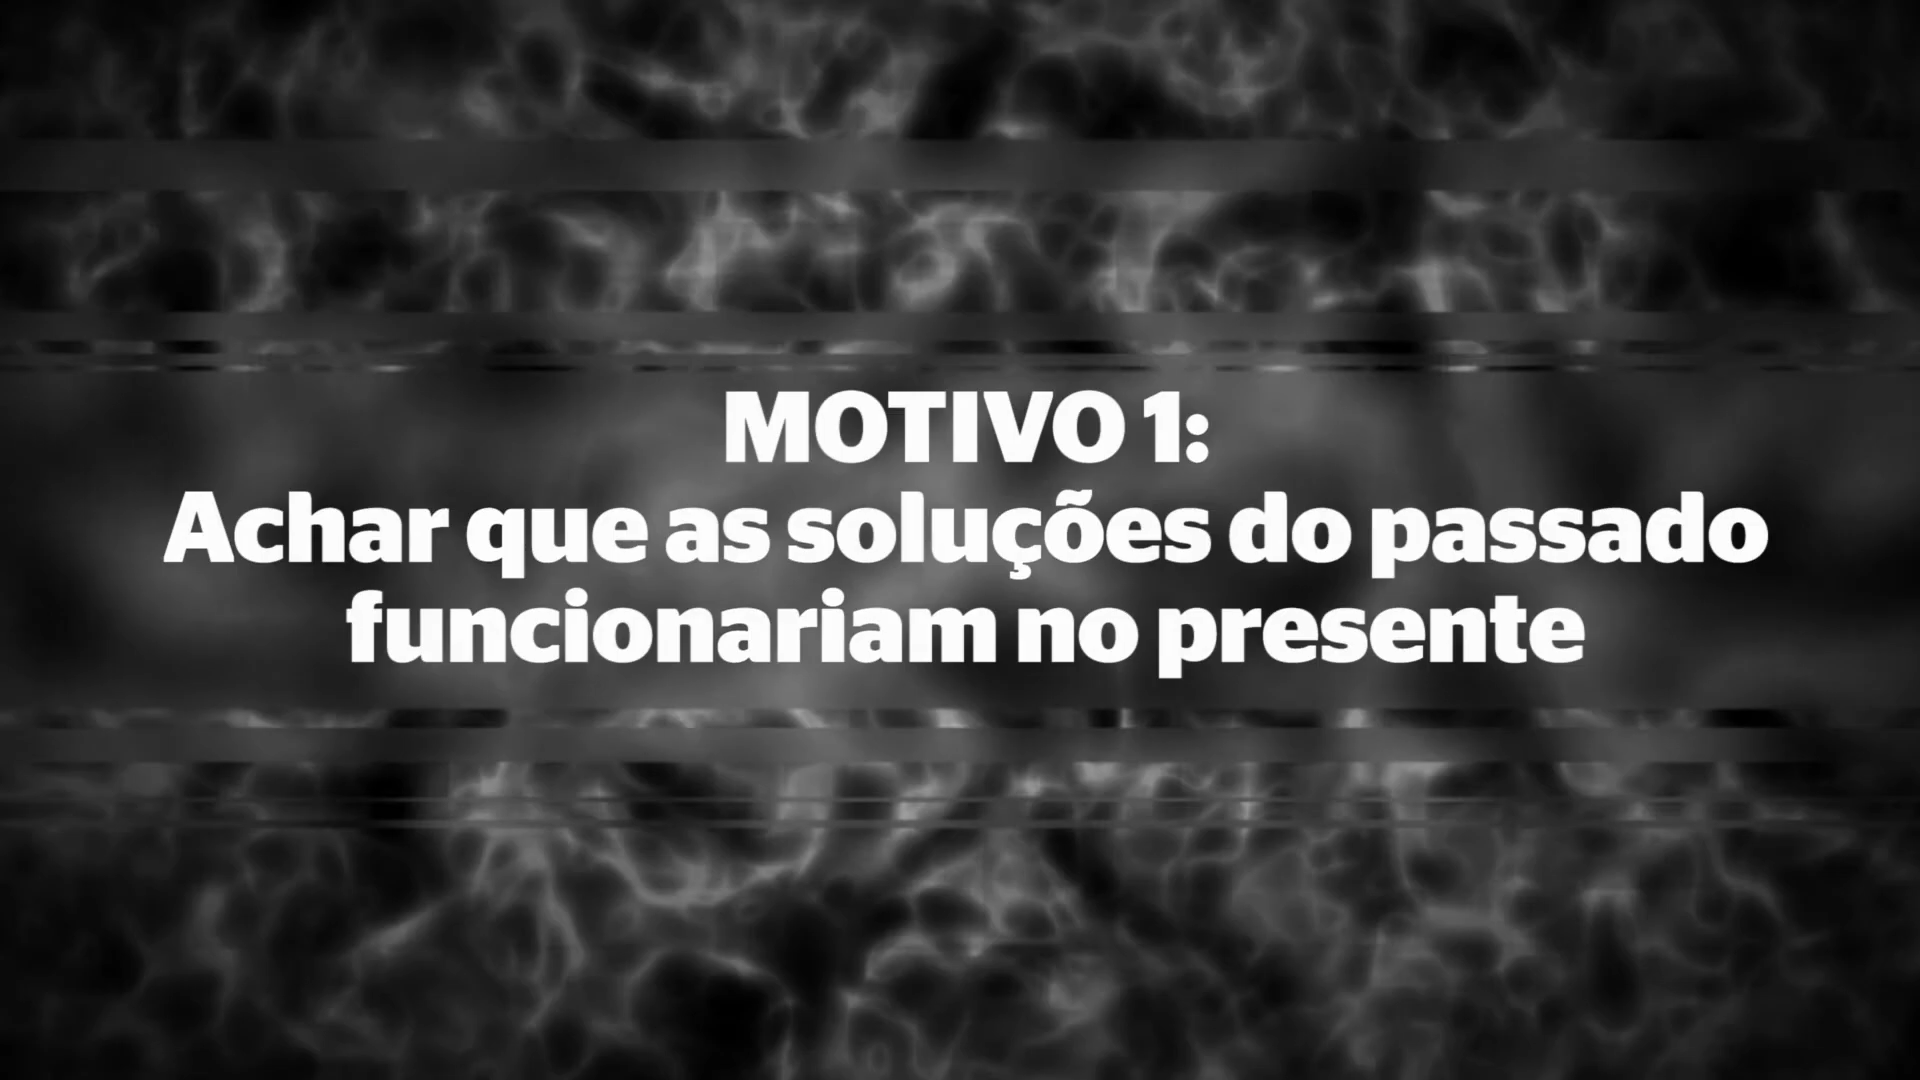 MOTIVO 1:
Achar que as soluções do passado
funcionariam no presente